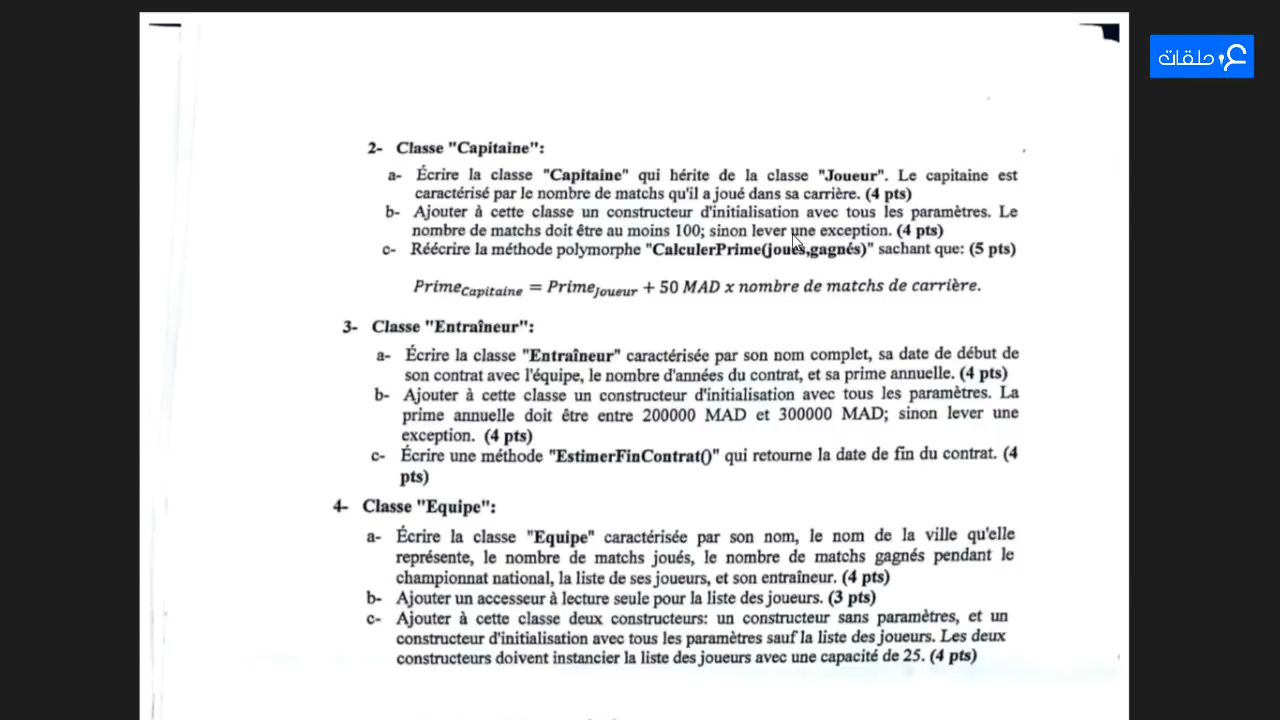 حلقات
2- Classe "Capitaine":
a- Écrire la classe "Capitaine" qui hérite de la classe "Joueur". Le capitaine est
caractérisé par le nombre de matchs qu'il a joué dans sa carrière. (4 pts)
b- Ajouter à cette classe un constructeur d'initialisation avec tous les paramètres. Le
nombre de matchs doit être au moins 100; sinon lever une exception. (4 pts)
c- Réécrire la méthode polymorphe "CalculerPrime(joués,gagnés)" sachant que: (5 pts)
Prime_Capitaine = Prime_Joueur + 50 MAD x nombre de matchs de carrière.
3- Classe "Entraîneur":
a- Écrire la classe "Entraîneur" caractérisée par son nom complet, sa date de début de
son contrat avec l'équipe, le nombre d'années du contrat, et sa prime annuelle. (4 pts)
b- Ajouter à cette classe un constructeur d'initialisation avec tous les paramètres. La
prime annuelle doit être entre 200000 MAD et 300000 MAD; sinon lever une
exception. (4 pts)
c- Écrire une méthode "EstimerFinContrat()" qui retourne la date de fin du contrat. (4
pts)
4- Classe "Equipe":
a- Écrire la classe "Equipe" caractérisée par son nom, le nom de la ville qu'elle
représente, le nombre de matchs joués, le nombre de matchs gagnés pendant le
championnat national, la liste de ses joueurs, et son entraîneur. (4 pts)
b- Ajouter un accesseur à lecture seule pour la liste des joueurs. (3 pts)
c- Ajouter à cette classe deux constructeurs: un constructeur sans paramètres, et un
constructeur d'initialisation avec tous les paramètres sauf la liste des joueurs. Les deux
constructeurs doivent instancier la liste des joueurs avec une capacité de 25. (4 pts)